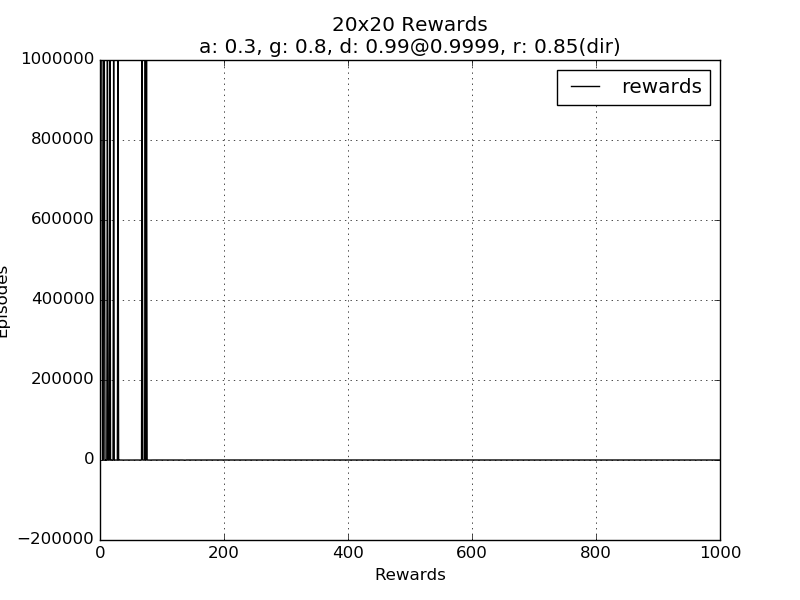 20x20 Rewards
a: 0.3, g: 0.8, d: 0.99@0.9999, r: 0.85(dir)
rewards
1000000
800000
600000
400000
200000
0
−200000
Episodes
0 200 400 600 800 1000
Rewards